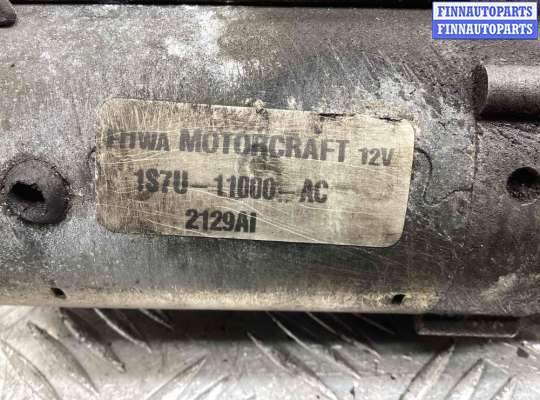 FINNAUTOPARTS
FINNAUTOPARTS
MOTORCRAFT 12V
1S7U-11000-AC
2129AI